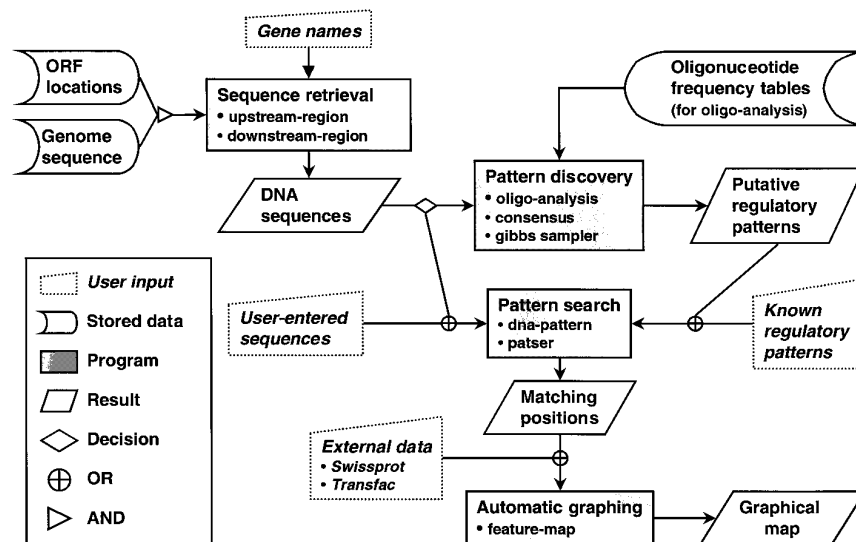 Gene names
ORF
locations
Genome
sequence
Sequence retrieval
• upstream-region
• downstream-region
Oligonuceotide
frequency tables
(for oligo-analysis)
DNA
sequences
Pattern discovery
• oligo-analysis
• consensus
• gibbs sampler
Putative
regulatory
patterns
User input
Stored data
Program
Result
Decision
OR
AND
User-entered
sequences
Pattern search
• dna-pattern
• patser
Known
regulatory
patterns
Matching
positions
External data
• Swissprot
• Transfac
Automatic graphing
• feature-map
Graphical
map